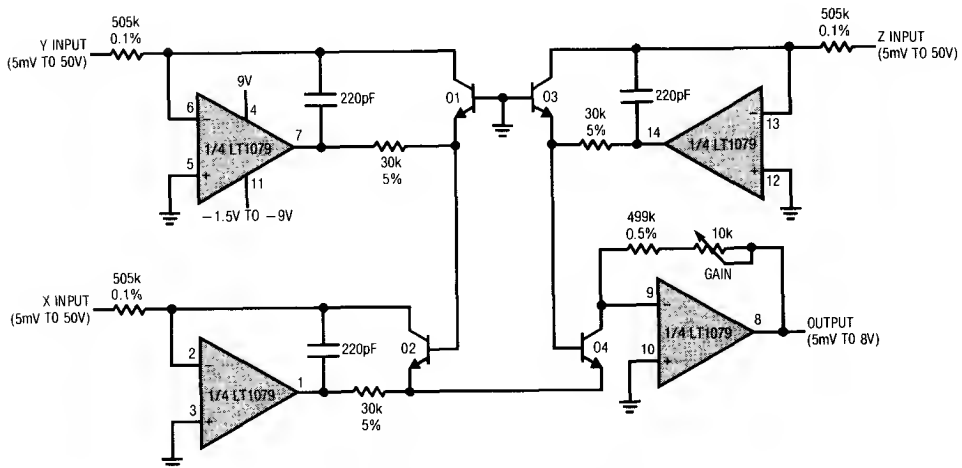 505k
0.1%
Y INPUT
(5mV TO 50V)
9V
6
4
220pF
Q1
7
1/4 LT1079
5
11
30k
5%
–1.5V TO –9V
505k
0.1%
Z INPUT
(5mV TO 50V)
Q3
220pF
30k
5%
14
13
1/4 LT1079
12
505k
0.1%
X INPUT
(5mV TO 50V)
2
220pF
Q2
1/4 LT1079
1
3
30k
5%
499k
0.5%
10k
GAIN
9
Q4
1/4 LT1079
8
10
OUTPUT
(5mV TO 8V)